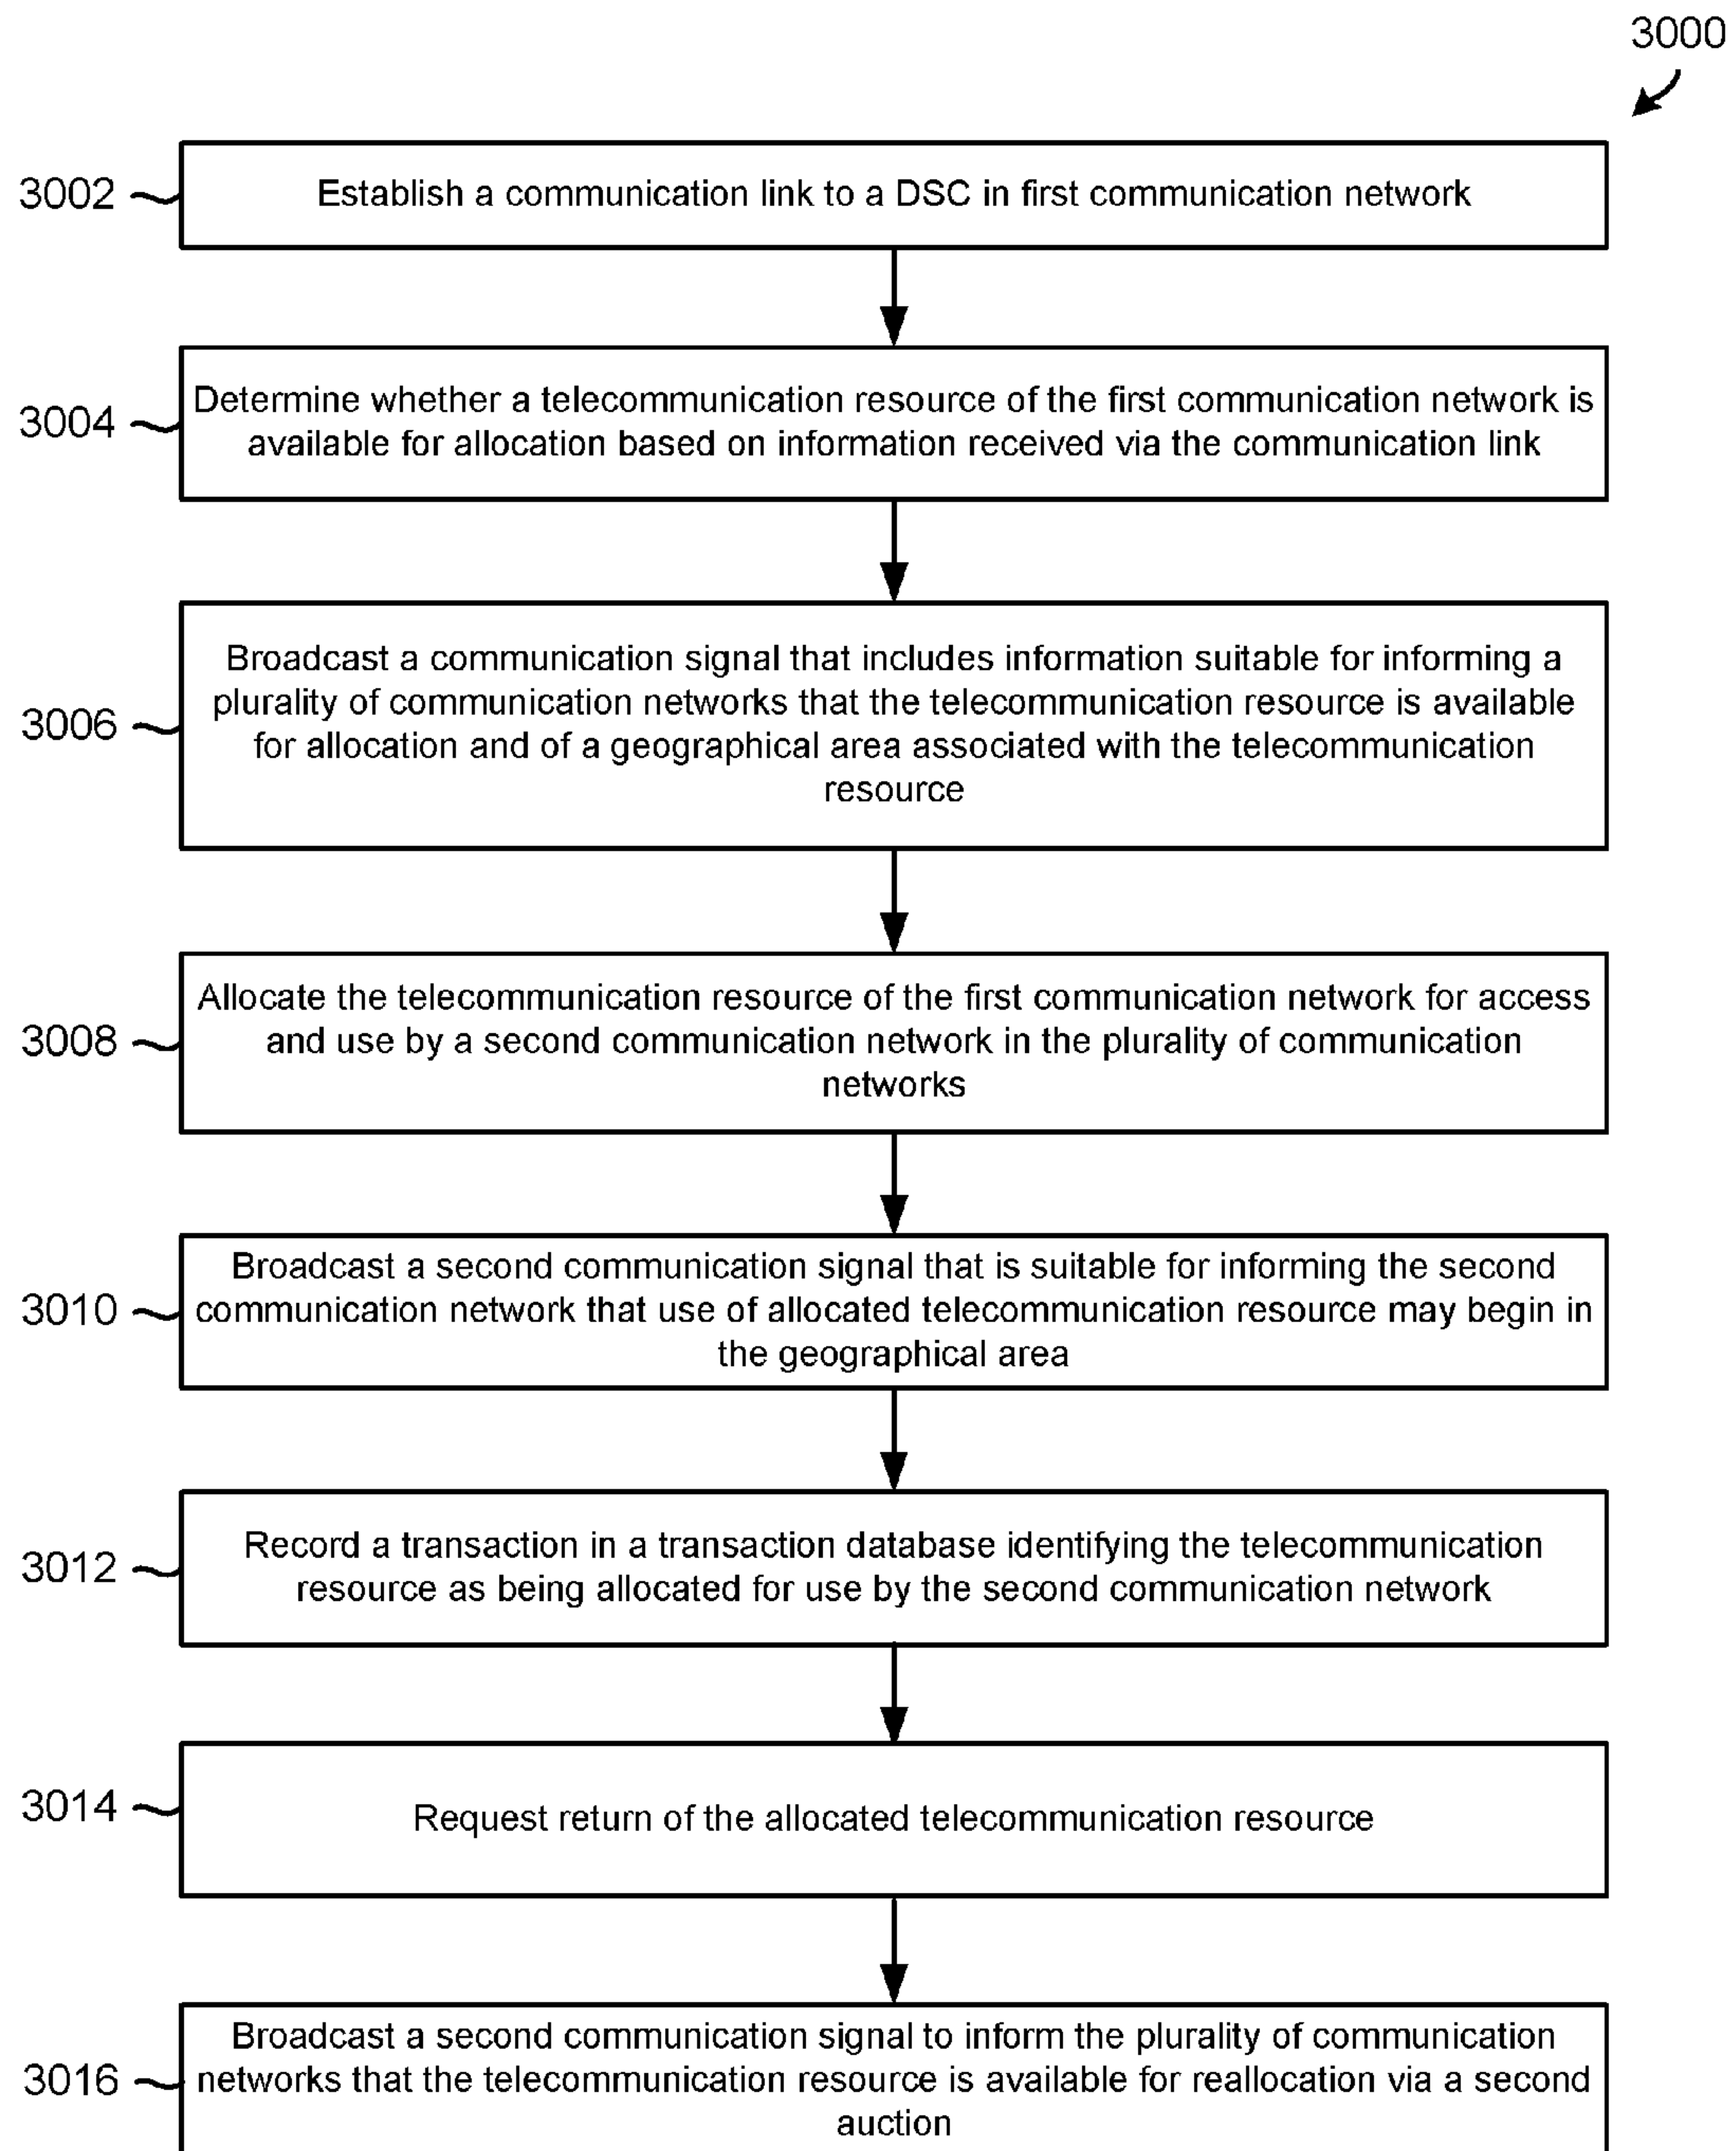 3000
3002
Establish a communication link to a DSC in first communication network
3004
Determine whether a telecommunication resource of the first communication network is
available for allocation based on information received via the communication link
3006
Broadcast a communication signal that includes information suitable for informing a
plurality of communication networks that the telecommunication resource is available
for allocation and of a geographical area associated with the telecommunication
resource
3008
Allocate the telecommunication resource of the first communication network for access
and use by a second communication network in the plurality of communication
networks
3010
Broadcast a second communication signal that is suitable for informing the second
communication network that use of allocated telecommunication resource may begin in
the geographical area
3012
Record a transaction in a transaction database identifying the telecommunication
resource as being allocated for use by the second communication network
3014
Request return of the allocated telecommunication resource
3016
Broadcast a second communication signal to inform the plurality of communication
networks that the telecommunication resource is available for reallocation via a second
auction